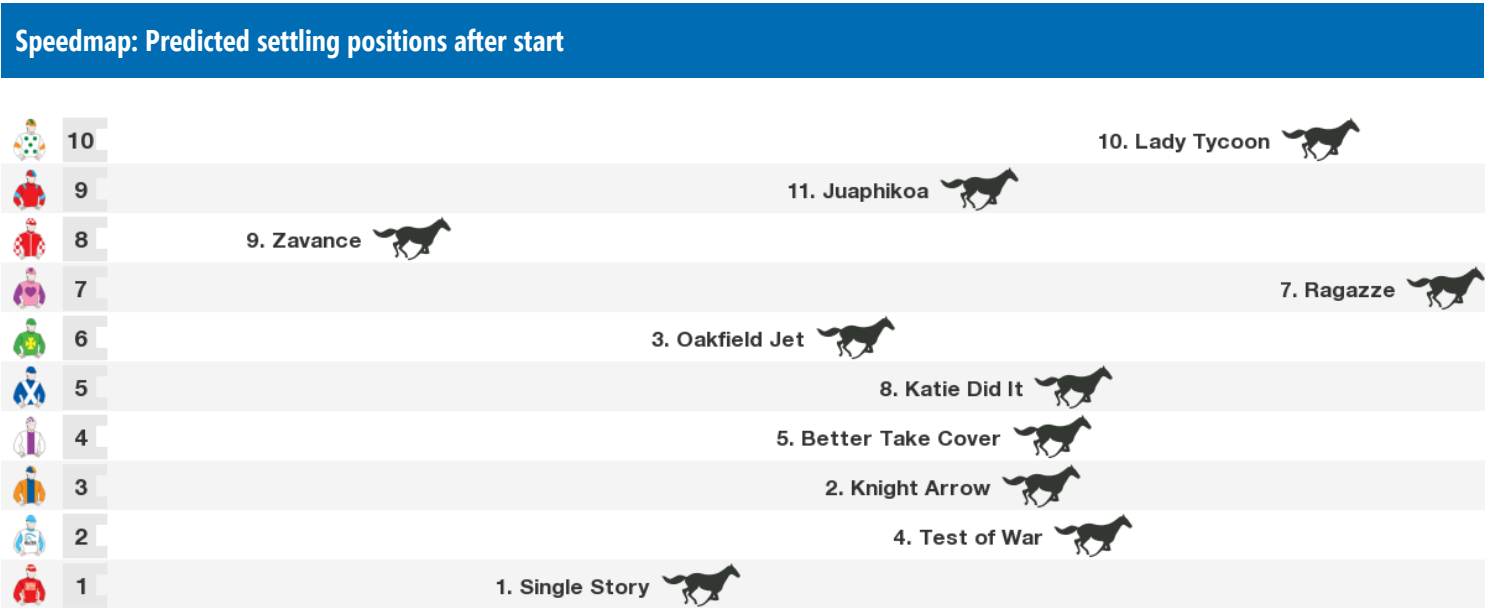 Speedmap: Predicted settling positions after start
10 10. Lady Tycoon
9 11. Juaphikoa
8 9. Zavance
7 7. Ragazze
6 3. Oakfield Jet
5 8. Katie Did It
4 5. Better Take Cover
3 2. Knight Arrow
2 4. Test of War
1 1. Single Story